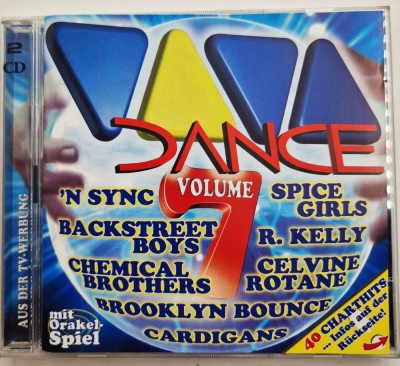 2
CD
AUS DER TV-WERBUNG
VIVA
DANCE
VOLUME
7
'N SYNC
SPICE
GIRLS
BACKSTREET
BOYS
R. KELLY
CHEMICAL
BROTHERS
CELVINE
ROTANE
BROOKLYN BOUNCE
CARDIGANS
mit
Orakel-
Spiel
40 CHARTHITS
... Infos auf der
Rückseite!